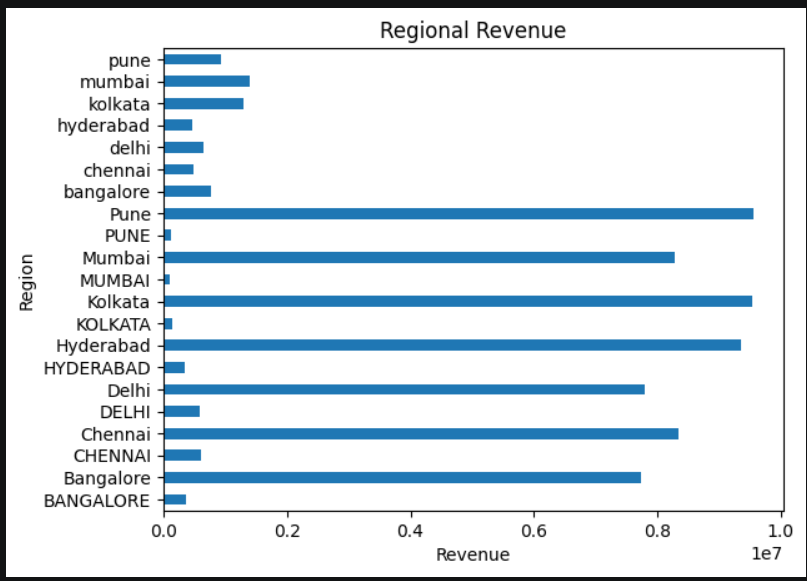 Regional Revenue
pune
mumbai
kolkata
hyderabad
delhi
chennai
bangalore
Pune
PUNE
Mumbai
MUMBAI
Kolkata
KOLKATA
Hyderabad
HYDERABAD
Delhi
DELHI
Chennai
CHENNAI
Bangalore
BANGALORE
Region
0.0 0.2 0.4 0.6 0.8 1.0
1e7
Revenue